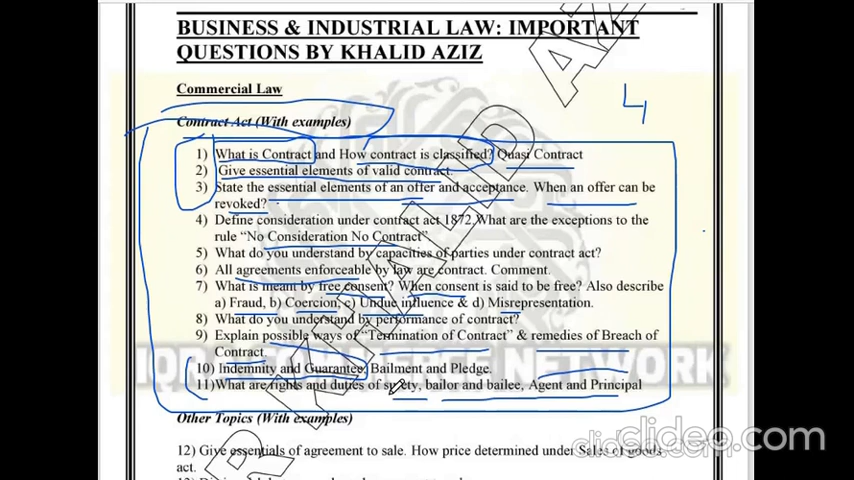 BUSINESS & INDUSTRIAL LAW: IMPORTANT
QUESTIONS BY KHALID AZIZ
Commercial Law
4
Contract Act (With examples)
1) What is Contract and How contract is classified? Quasi Contract
2) Give essential elements of valid contract.
3) State the essential elements of an offer and acceptance. When an offer can be
revoked?
4) Define consideration under contract act 1872.What are the exceptions to the
rule “No Consideration No Contract”
5) What do you understand by capacities of parties under contract act?
6) All agreements enforceable by law are contract. Comment.
7) What is meant by free consent? When consent is said to be free? Also describe
a) Fraud, b) Coercion, c) Undue influence & d) Misrepresentation.
8) What do you understand by performance of contract?
9) Explain possible ways of “Termination of Contract” & remedies of Breach of
Contract.
10) Indemnity and Guarantee, Bailment and Pledge.
11)What are rights and duties of surety, bailor and bailee, Agent and Principal
COMMERCE NETWORK
Other Topics (With examples)
clideo.com
12) Give essentials of agreement to sale. How price determined under Sales of goods
act.